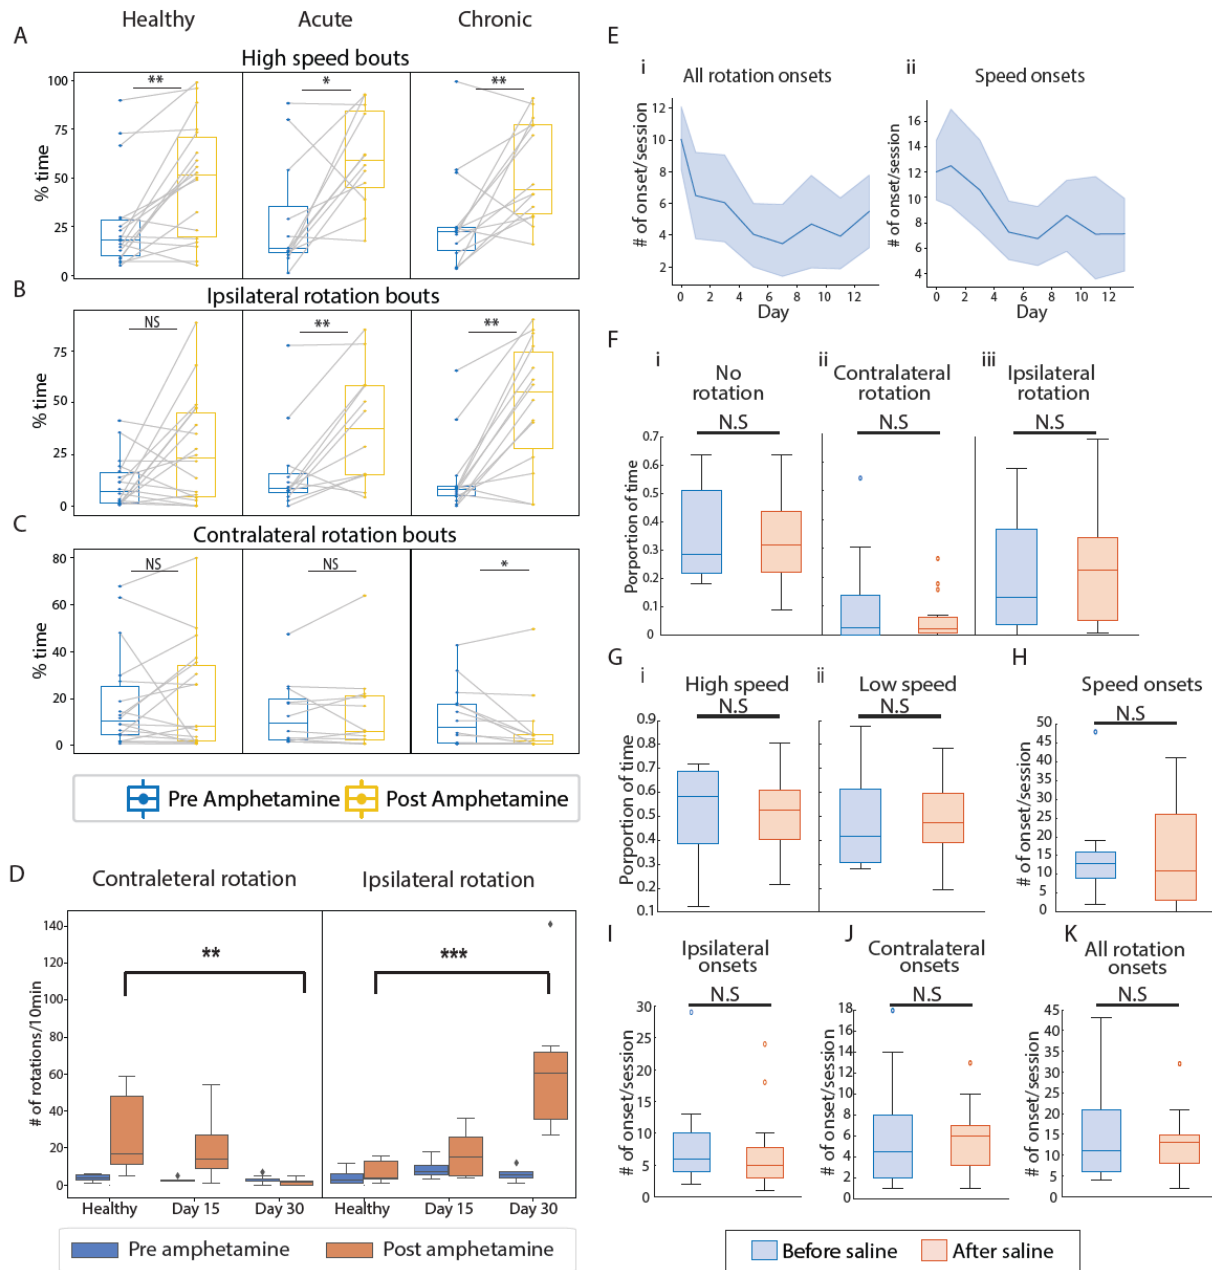 Healthy Acute Chronic
A
High speed bouts
** * **
100
75
50
25
0
% time
B
Ipsilateral rotation bouts
NS ** **
75
50
25
0
% time
C
Contralateral rotation bouts
NS NS *
80
60
40
20
0
% time
Pre Amphetamine Post Amphetamine
D
Contraleteral rotation Ipsilateral rotation
** ***
140
120
100
80
60
40
20
0
# of rotations/10min
Healthy Day 15 Day 30 Healthy Day 15 Day 30
Pre amphetamine Post amphetamine
E
i ii
All rotation onsets Speed onsets
12
10
8
6
4
2
# of onset/session
0 2 4 6 8 10 12
Day
16
14
12
10
8
6
4
# of onset/session
0 2 4 6 8 10 12
Day
F
i ii iii
No rotation
Contralateral rotation
Ipsilateral rotation
N.S N.S N.S
0.7
0.6
0.5
0.4
0.3
0.2
0.1
0
Porportion of time
G
i ii
High speed Low speed
N.S N.S
0.9
0.8
0.7
0.6
0.5
0.4
0.3
0.2
0.1
Porportion of time
H
Speed onsets
N.S
50
45
40
35
30
25
20
15
10
5
0
# of onset/session
I
Ipsilateral
onsets
N.S
30
25
20
15
10
5
0
# of onset/session
J
Contralateral
onsets
N.S
18
16
14
12
10
8
6
4
2
0
# of onset/session
K
All rotation
onsets
N.S
45
40
35
30
25
20
15
10
5
0
# of onset/session
Before saline After saline